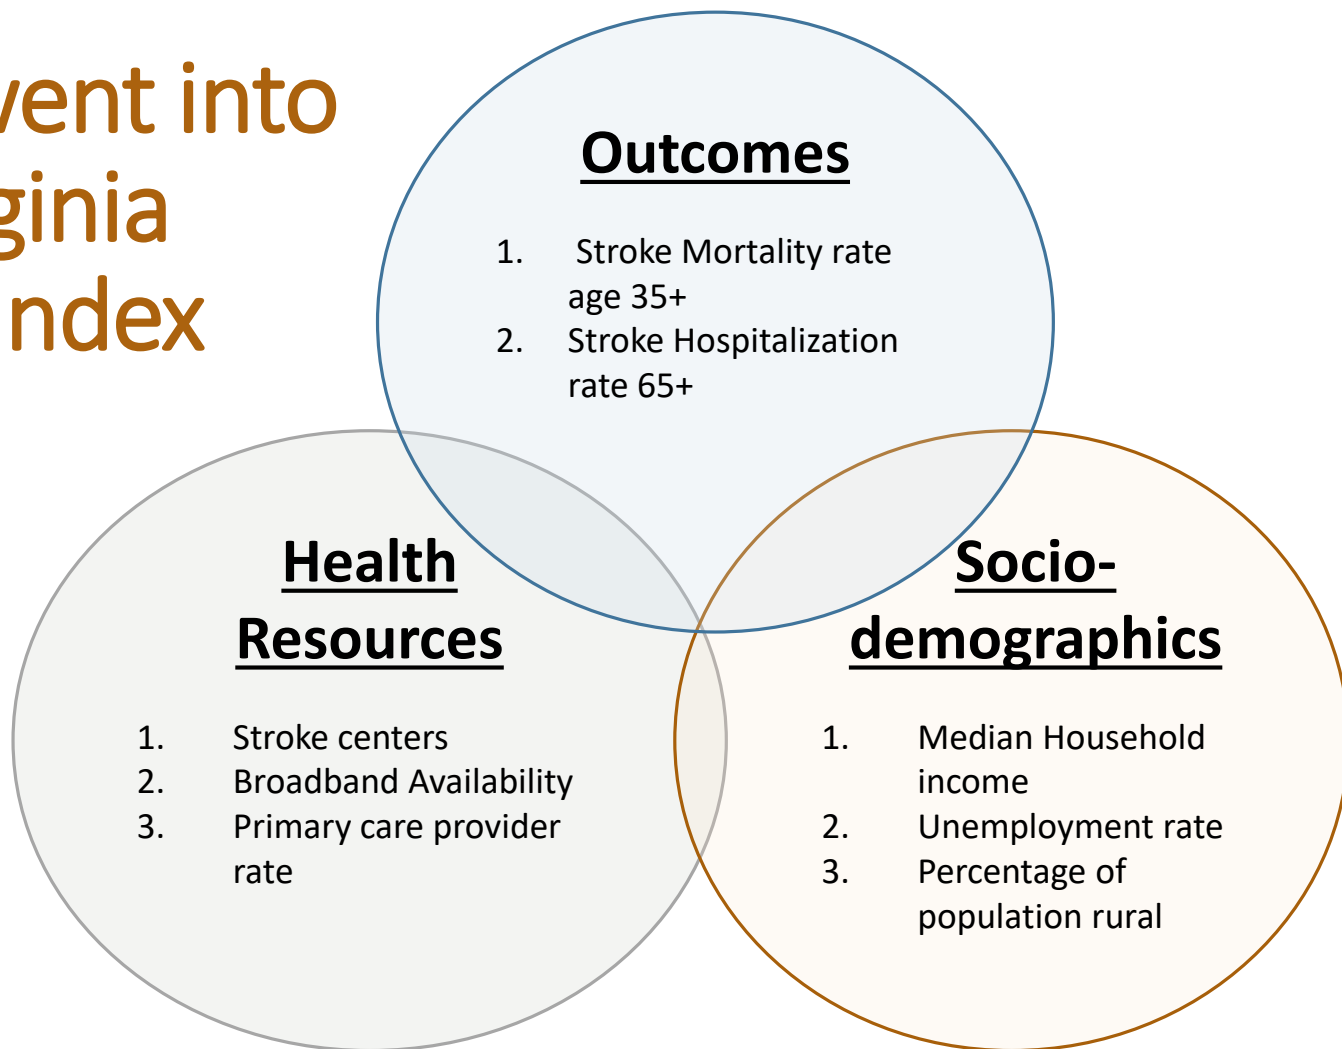 vent into
ginia
ndex
Outcomes
1. Stroke Mortality rate
age 35+
2. Stroke Hospitalization
rate 65+
Health
Resources
1. Stroke centers
2. Broadband Availability
3. Primary care provider
rate
Socio-
demographics
1. Median Household
income
2. Unemployment rate
3. Percentage of
population rural